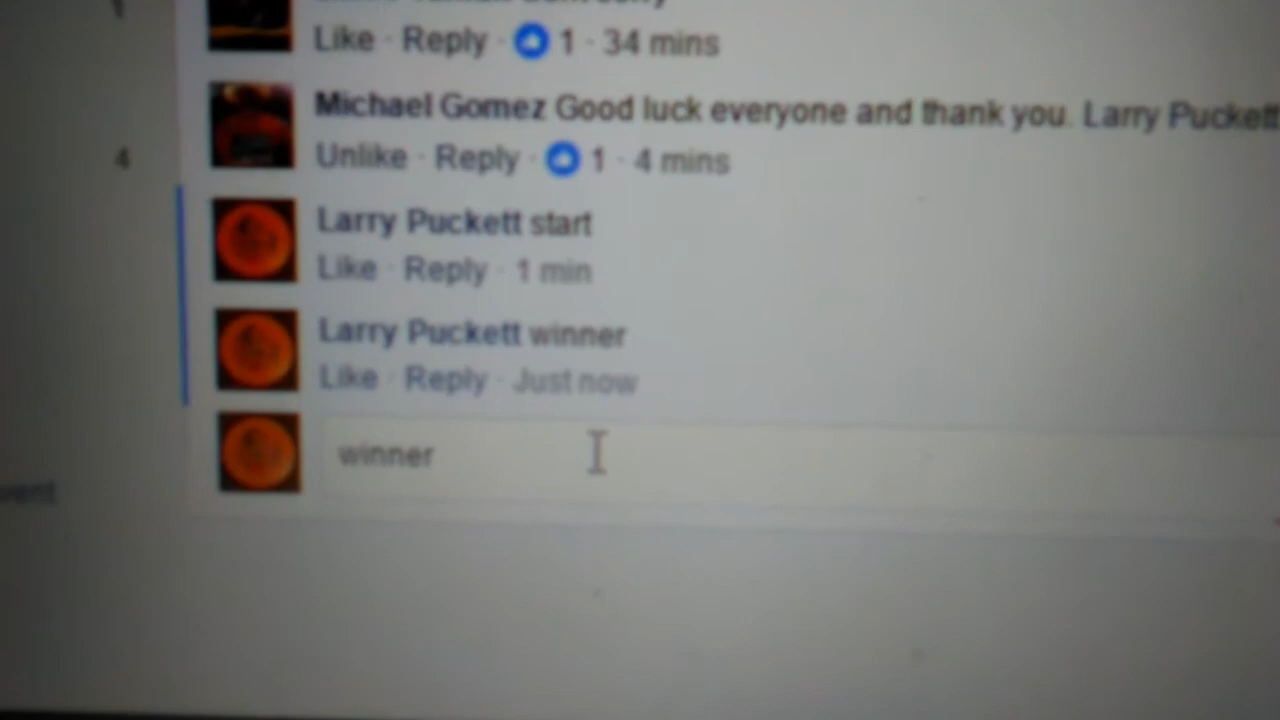 Like · Reply · 1 · 34 mins
Michael Gomez Good luck everyone and thank you. Larry Puckett
4
Unlike · Reply · 1 · 4 mins
Larry Puckett start
Like · Reply · 1 min
Larry Puckett winner
Like · Reply · Just now
winner